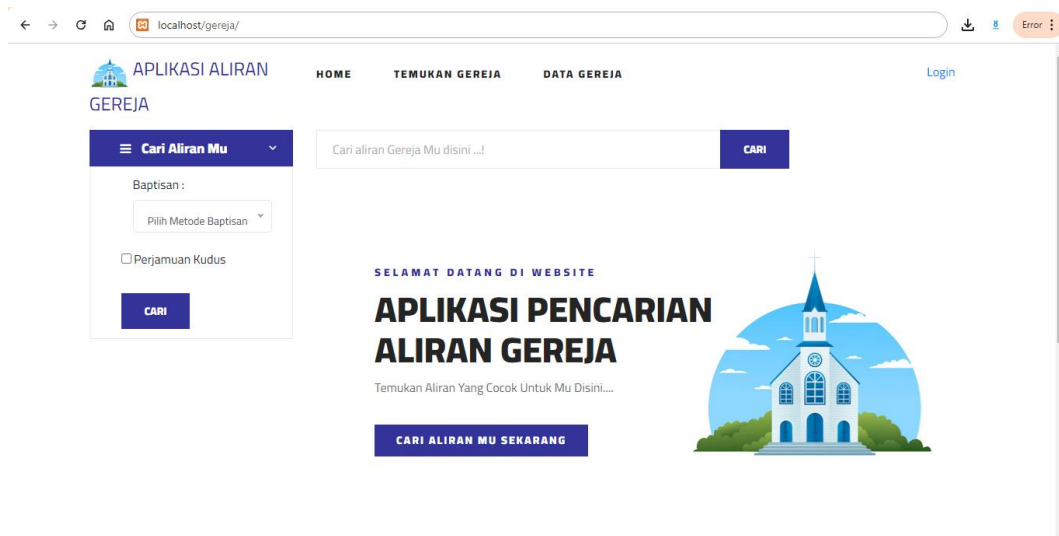 localhost/gereja/
Error
APLIKASI ALIRAN
GEREJA
HOME TEMUKAN GEREJA DATA GEREJA
Login
Cari Aliran Mu
Cari aliran Gereja Mu disini ...!
CARI
Baptisan :
Pilih Metode Baptisan
Perjamuan Kudus
CARI
SELAMAT DATANG DI WEBSITE
APLIKASI PENCARIAN
ALIRAN GEREJA
Temukan Aliran Yang Cocok Untuk Mu Disini....
CARI ALIRAN MU SEKARANG